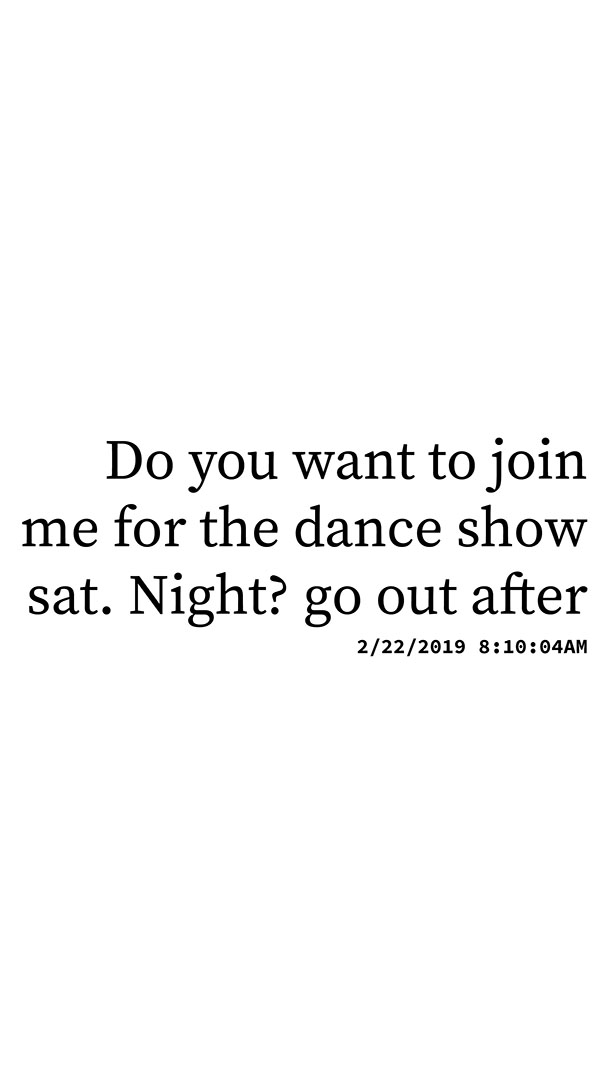 Do you want to join
me for the dance show
sat. Night? go out after
2/22/2019 8:10:04AM